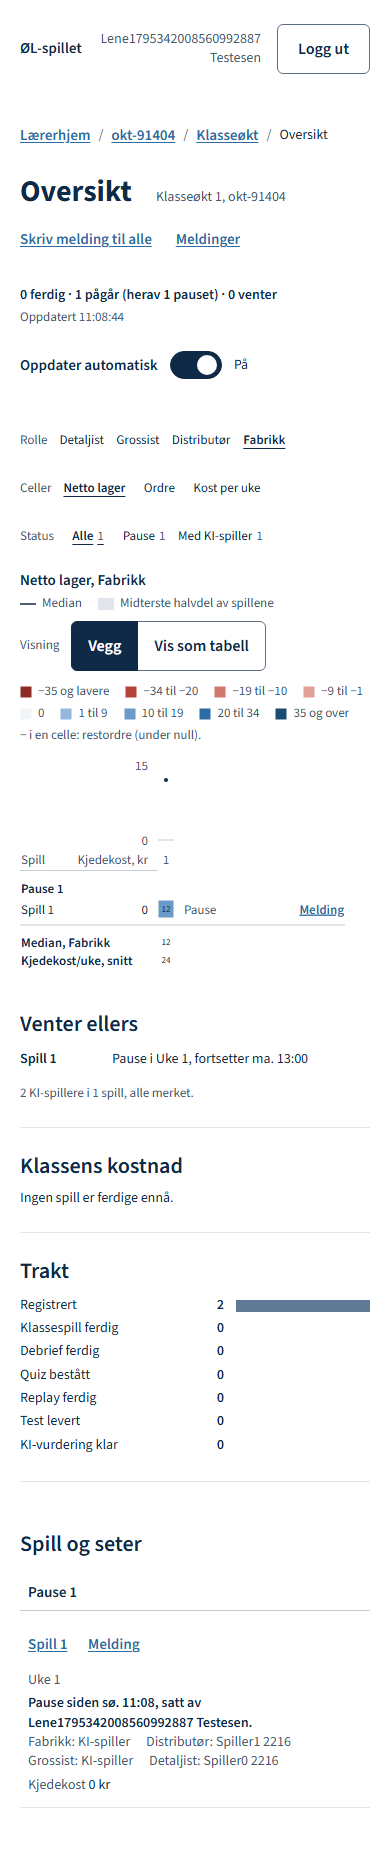 ØL-spillet
Lene1795342008560992887
Testesen
Logg ut
Lærerhjem / okt-91404 / Klasseøkt / Oversikt
Oversikt Klasseøkt 1, okt-91404
Skriv melding til alle Meldinger
0 ferdig · 1 pågår (herav 1 pauset) · 0 venter
Oppdatert 11:08:44
Oppdater automatisk På
Rolle Detaljist Grossist Distributør Fabrikk
Celler Netto lager Ordre Kost per uke
Status Alle 1 Pause 1 Med KI-spiller 1
Netto lager, Fabrikk
Median Midterste halvdel av spillene
Visning Vegg Vis som tabell
−35 og lavere −34 til −20 −19 til −10 −9 til −1
0 1 til 9 10 til 19 20 til 34 35 og over
− i en celle: restordre (under null).
15
0
Spill Kjedekost, kr 1
Pause 1
Spill 1 0 12 Pause Melding
Median, Fabrikk 12
Kjedekost/uke, snitt 24
Venter ellers
Spill 1 Pause i Uke 1, fortsetter ma. 13:00
2 KI-spillere i 1 spill, alle merket.
Klassens kostnad
Ingen spill er ferdige ennå.
Trakt
Registrert 2
Klassespill ferdig 0
Debrief ferdig 0
Quiz bestått 0
Replay ferdig 0
Test levert 0
KI-vurdering klar 0
Spill og seter
Pause 1
Spill 1 Melding
Uke 1
Pause siden sø. 11:08, satt av
Lene1795342008560992887 Testesen.
Fabrikk: KI-spiller Distributør: Spiller1 2216
Grossist: KI-spiller Detaljist: Spiller0 2216
Kjedekost 0 kr